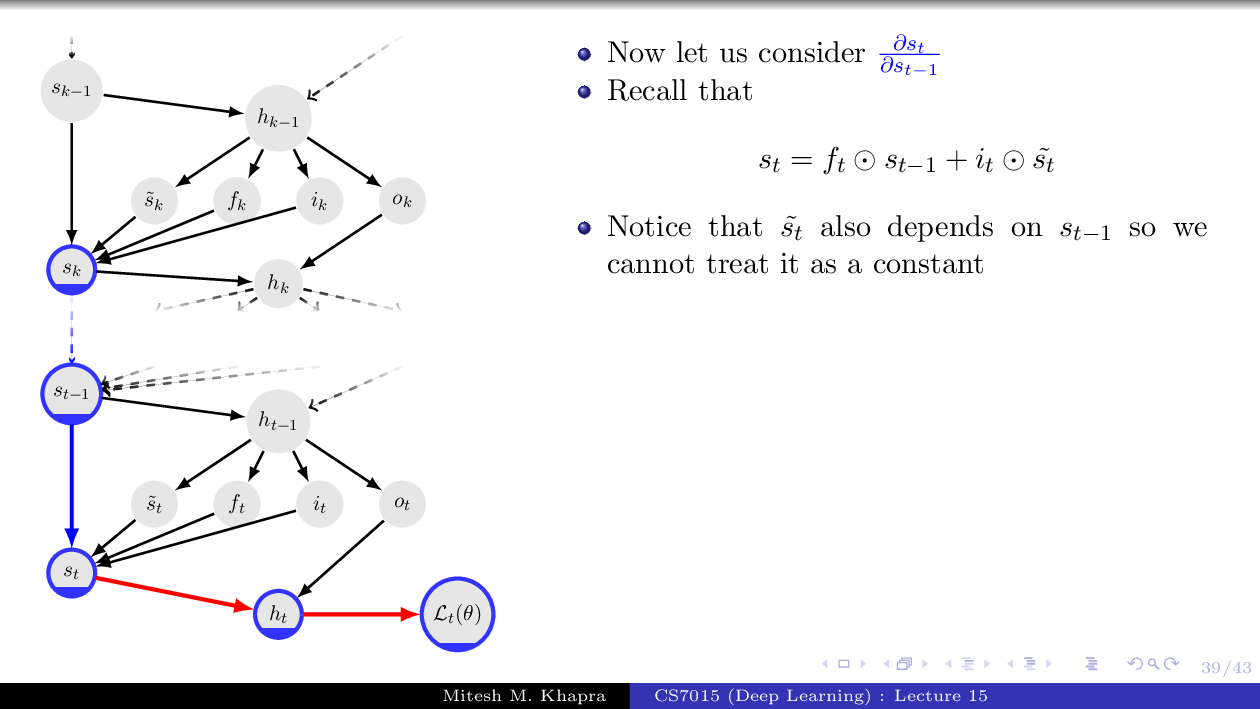 Now let us consider ∂s_t/∂s_{t−1}
Recall that
s_t = f_t ⊙ s_{t−1} + i_t ⊙ s̃_t
Notice that s̃_t also depends on s_{t−1} so we
cannot treat it as a constant
s_{k−1}
h_{k−1}
s̃_k f_k i_k o_k
s_k
h_k
s_{t−1}
h_{t−1}
s̃_t f_t i_t o_t
s_t
h_t ℒ_t(θ)
39/43
Mitesh M. Khapra CS7015 (Deep Learning) : Lecture 15